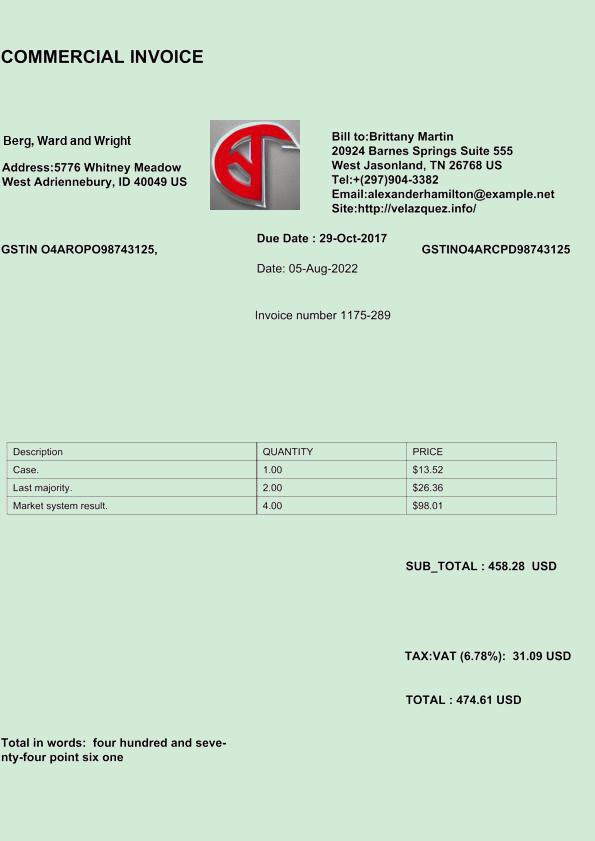 COMMERCIAL INVOICE
Berg, Ward and Wright
Address:5776 Whitney Meadow
West Adriennebury, ID 40049 US
Bill to:Brittany Martin
20924 Barnes Springs Suite 555
West Jasonland, TN 26768 US
Tel:+(297)904-3382
Email:alexanderhamilton@example.net
Site:http://velazquez.info/
GSTIN O4AROPO98743125,
Due Date : 29-Oct-2017
GSTINO4ARCPD98743125
Date: 05-Aug-2022
Invoice number 1175-289
Description QUANTITY PRICE
Case. 1.00 $13.52
Last majority. 2.00 $26.36
Market system result. 4.00 $98.01
SUB_TOTAL : 458.28 USD
TAX:VAT (6.78%): 31.09 USD
TOTAL : 474.61 USD
Total in words: four hundred and seve-
nty-four point six one